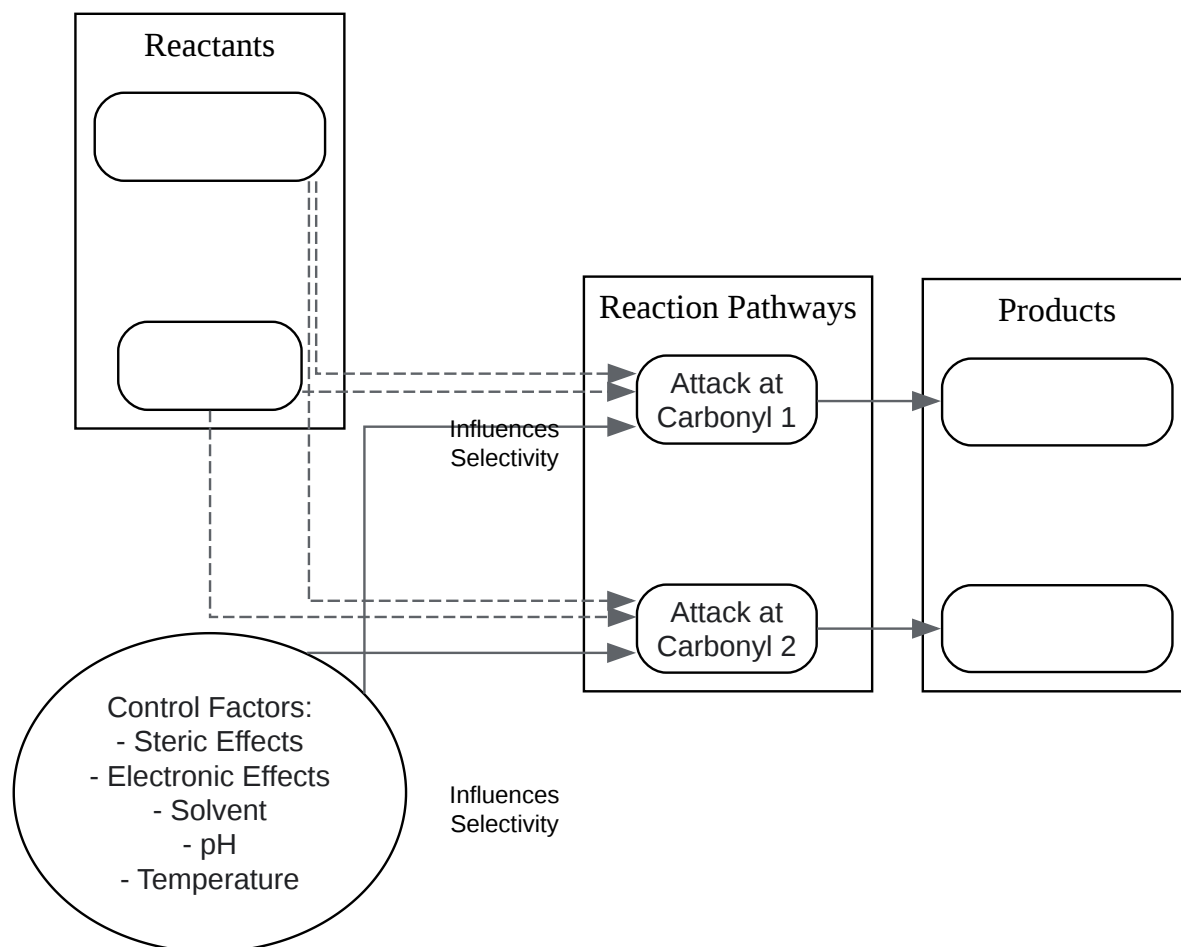 Reactants
Reaction Pathways
Products
Attack at
Carbonyl 1
Influences
Selectivity
Attack at
Carbonyl 2
Control Factors:
- Steric Effects
- Electronic Effects
- Solvent
- pH
- Temperature
Influences
Selectivity